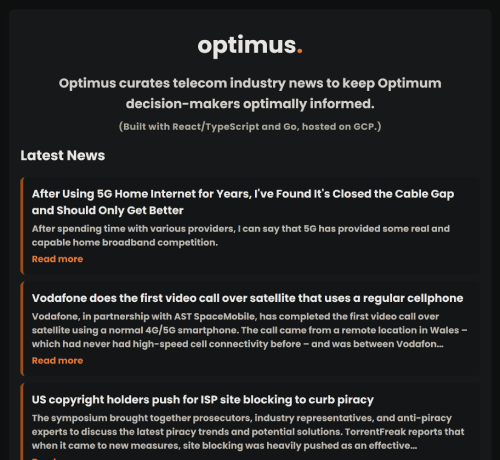 optimus.
Optimus curates telecom industry news to keep Optimum
decision-makers optimally informed.
(Built with React/TypeScript and Go, hosted on GCP.)
Latest News
After Using 5G Home Internet for Years, I've Found It's Closed the Cable Gap
and Should Only Get Better
After spending time with various providers, I can say that 5G has provided some real and
capable home broadband competition.
Read more
Vodafone does the first video call over satellite that uses a regular cellphone
Vodafone, in partnership with AST SpaceMobile, has completed the first video call over
satellite using a normal 4G/5G smartphone. The call came from a remote location in Wales –
which had never had high-speed cell connectivity before – and was between Vodafon...
Read more
US copyright holders push for ISP site blocking to curb piracy
The symposium brought together prosecutors, industry representatives, and anti-piracy
experts to discuss the latest piracy trends and potential solutions. TorrentFreak reports that
when it came to new measures, site blocking was heavily pushed as an effective...